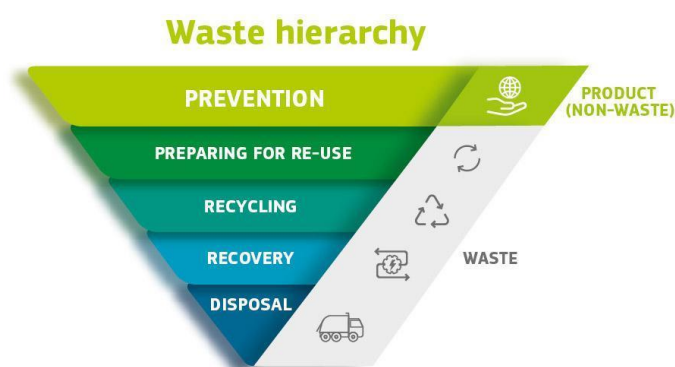 Waste hierarchy
PREVENTION
PRODUCT
(NON-WASTE)
PREPARING FOR RE-USE
RECYCLING
RECOVERY
WASTE
DISPOSAL